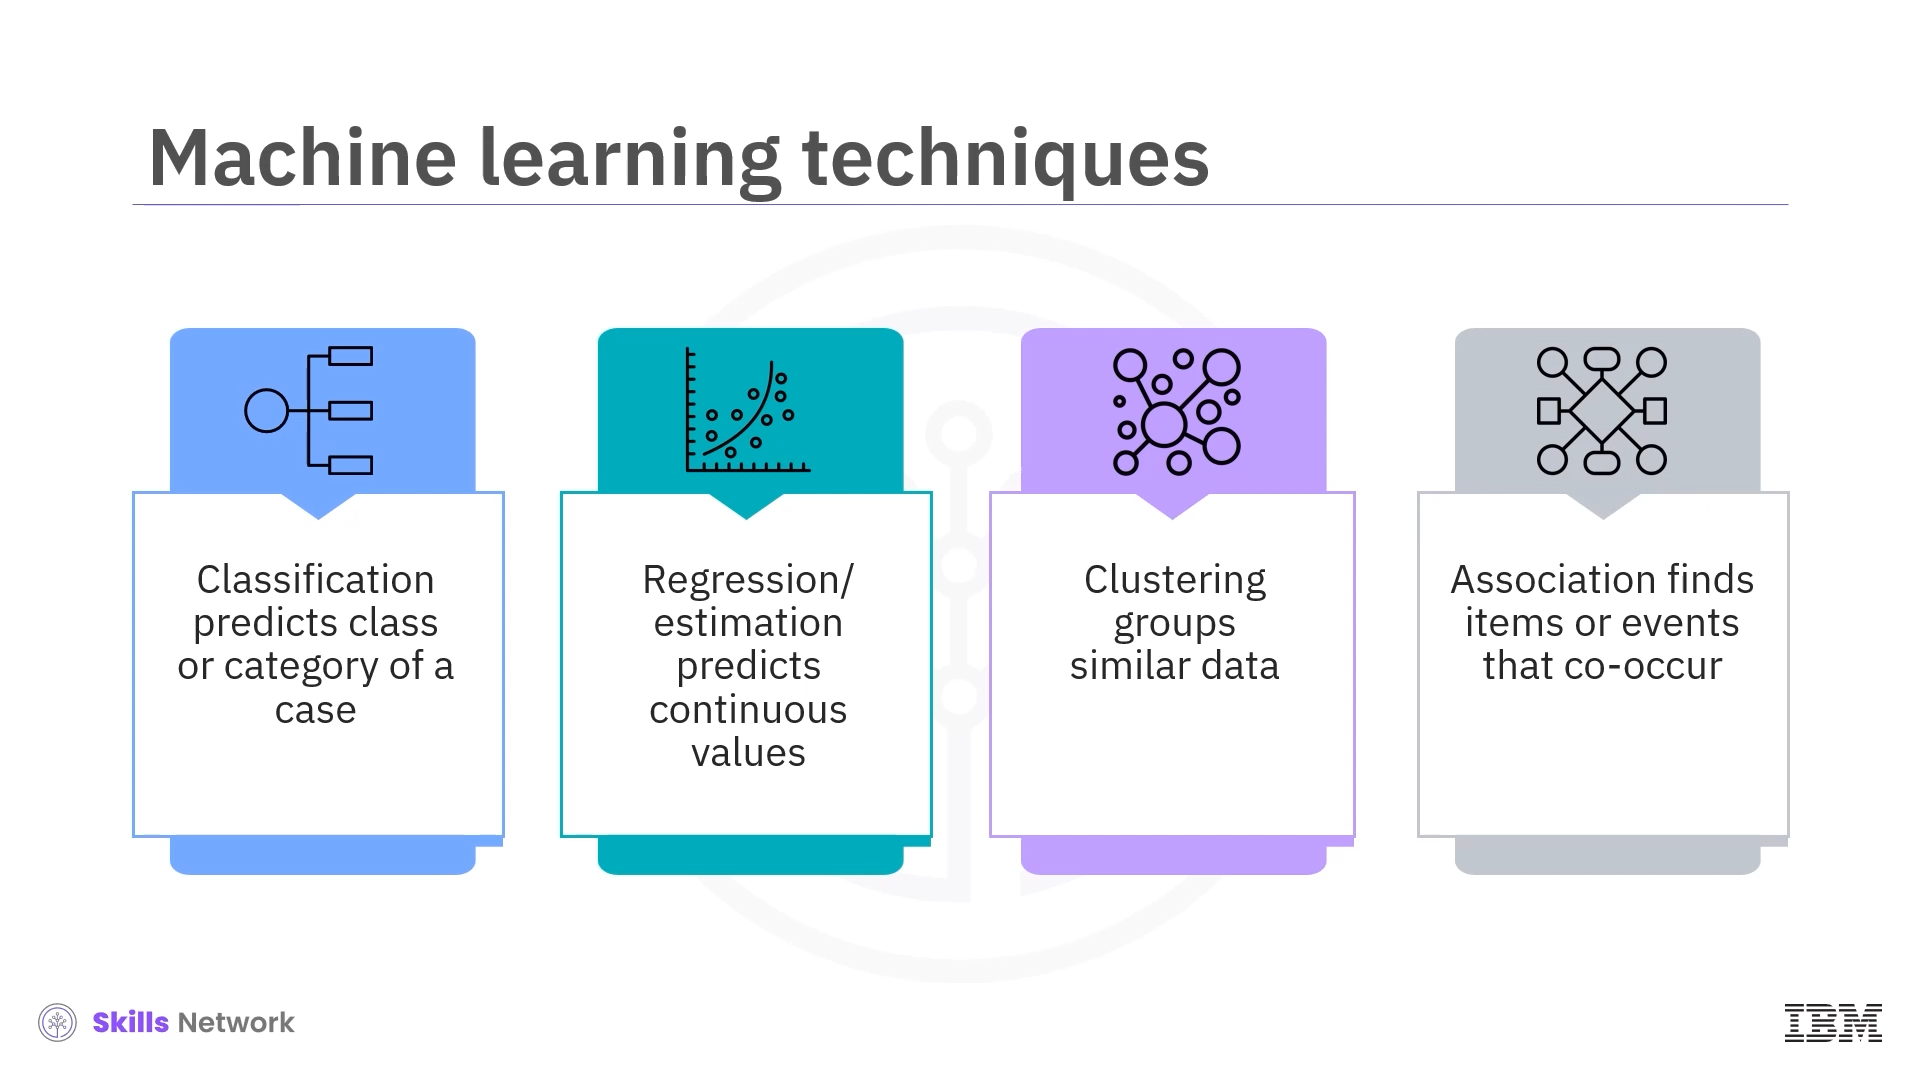 Machine learning techniques
Classification
predicts class
or category of a
case
Regression/
estimation
predicts
continuous
values
Clustering
groups
similar data
Association finds
items or events
that co-occur
Skills Network
IBM